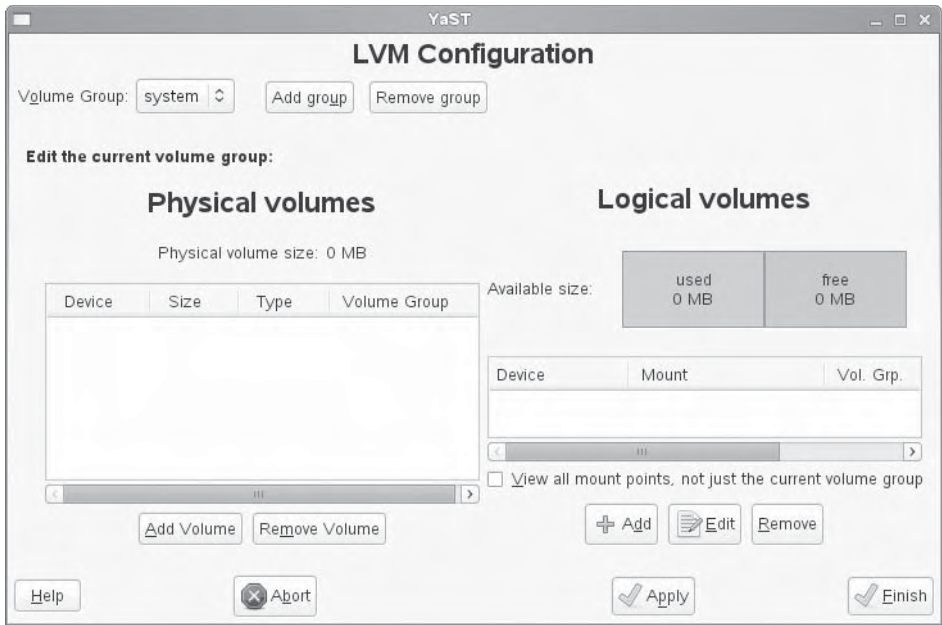 YaST
LVM Configuration
Volume Group: system Add group Remove group
Edit the current volume group:
Physical volumes
Physical volume size: 0 MB
Device Size Type Volume Group
Add Volume Remove Volume
Logical volumes
Available size:
used
0 MB
free
0 MB
Device Mount Vol. Grp.
View all mount points, not just the current volume group
Add Edit Remove
Help Abort Apply Finish